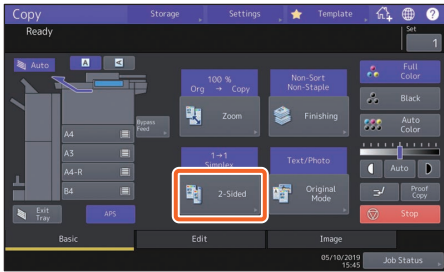 Copy
Storage
Settings
Template
?
Ready
Set
1
Auto
A
A
100 %
Org → Copy
Non-Sort
Non-Staple
Full
Color
Zoom
Finishing
Black
Bypass
Feed
Auto
Color
A4
A3
A4-R
B4
1→1
Simplex
Text/Photo
2-Sided
Original
Mode
Auto
Proof
Copy
Exit
Tray
APS
Stop
Basic
Edit
Image
05/10/2019
15:45
Job Status